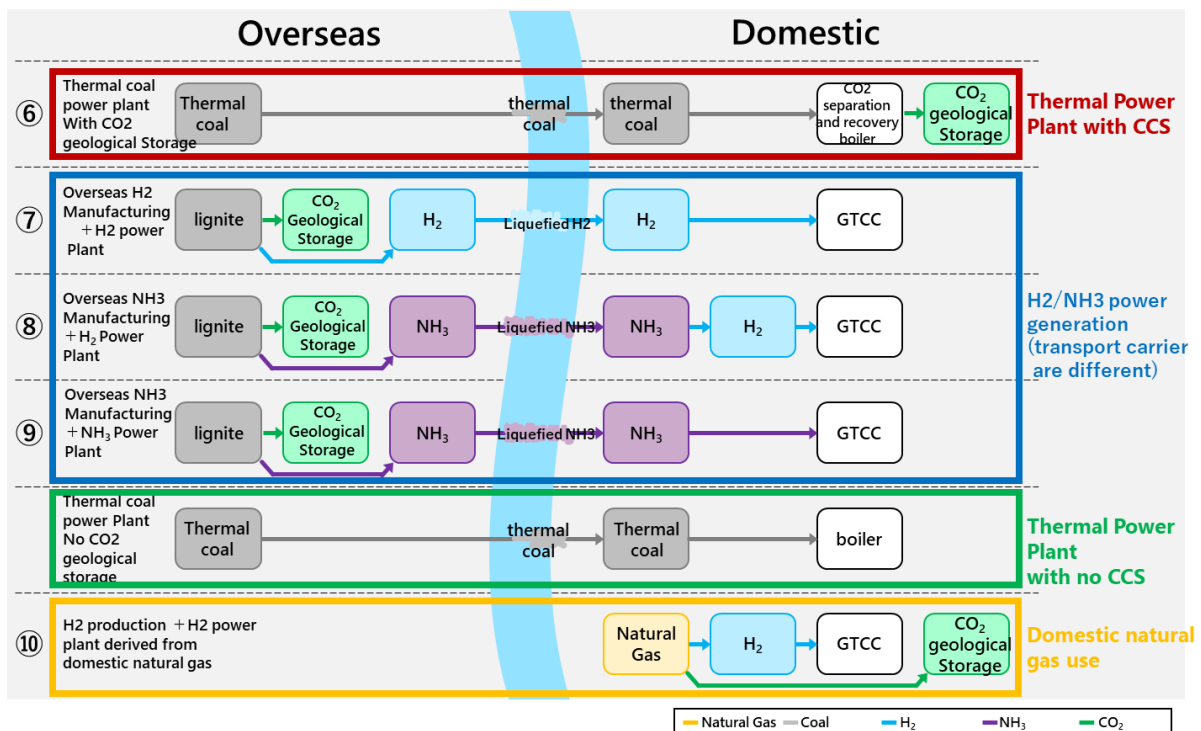 Overseas
Domestic
⑥
Thermal coal
power plant
With CO2
geological Storage
Thermal
coal
thermal
coal
thermal
coal
CO2
separation
and recovery
boiler
CO₂
geological
Storage
Thermal Power
Plant with CCS
⑦
Overseas H2
Manufacturing
＋H2 power
Plant
lignite
CO₂
Geological
Storage
H₂
Liquefied H2
H₂
GTCC
⑧
Overseas NH3
Manufacturing
＋H₂ Power
Plant
lignite
CO₂
Geological
Storage
NH₃
Liquefied NH3
NH₃
H₂
GTCC
H2/NH3 power
generation
(transport carrier
are different)
⑨
Overseas NH3
Manufacturing
＋NH₃ Power
Plant
lignite
CO₂
Geological
Storage
NH₃
Liquefied NH3
NH₃
GTCC
Thermal coal
power Plant
No CO2
geological
storage
Thermal
coal
thermal
coal
Thermal
coal
boiler
Thermal Power
Plant
with no CCS
⑩
H2 production ＋H2 power
plant derived from
domestic natural gas
Natural
Gas
H₂
GTCC
CO₂
geological
Storage
Domestic natural
gas use
Natural Gas
Coal
H₂
NH₃
CO₂